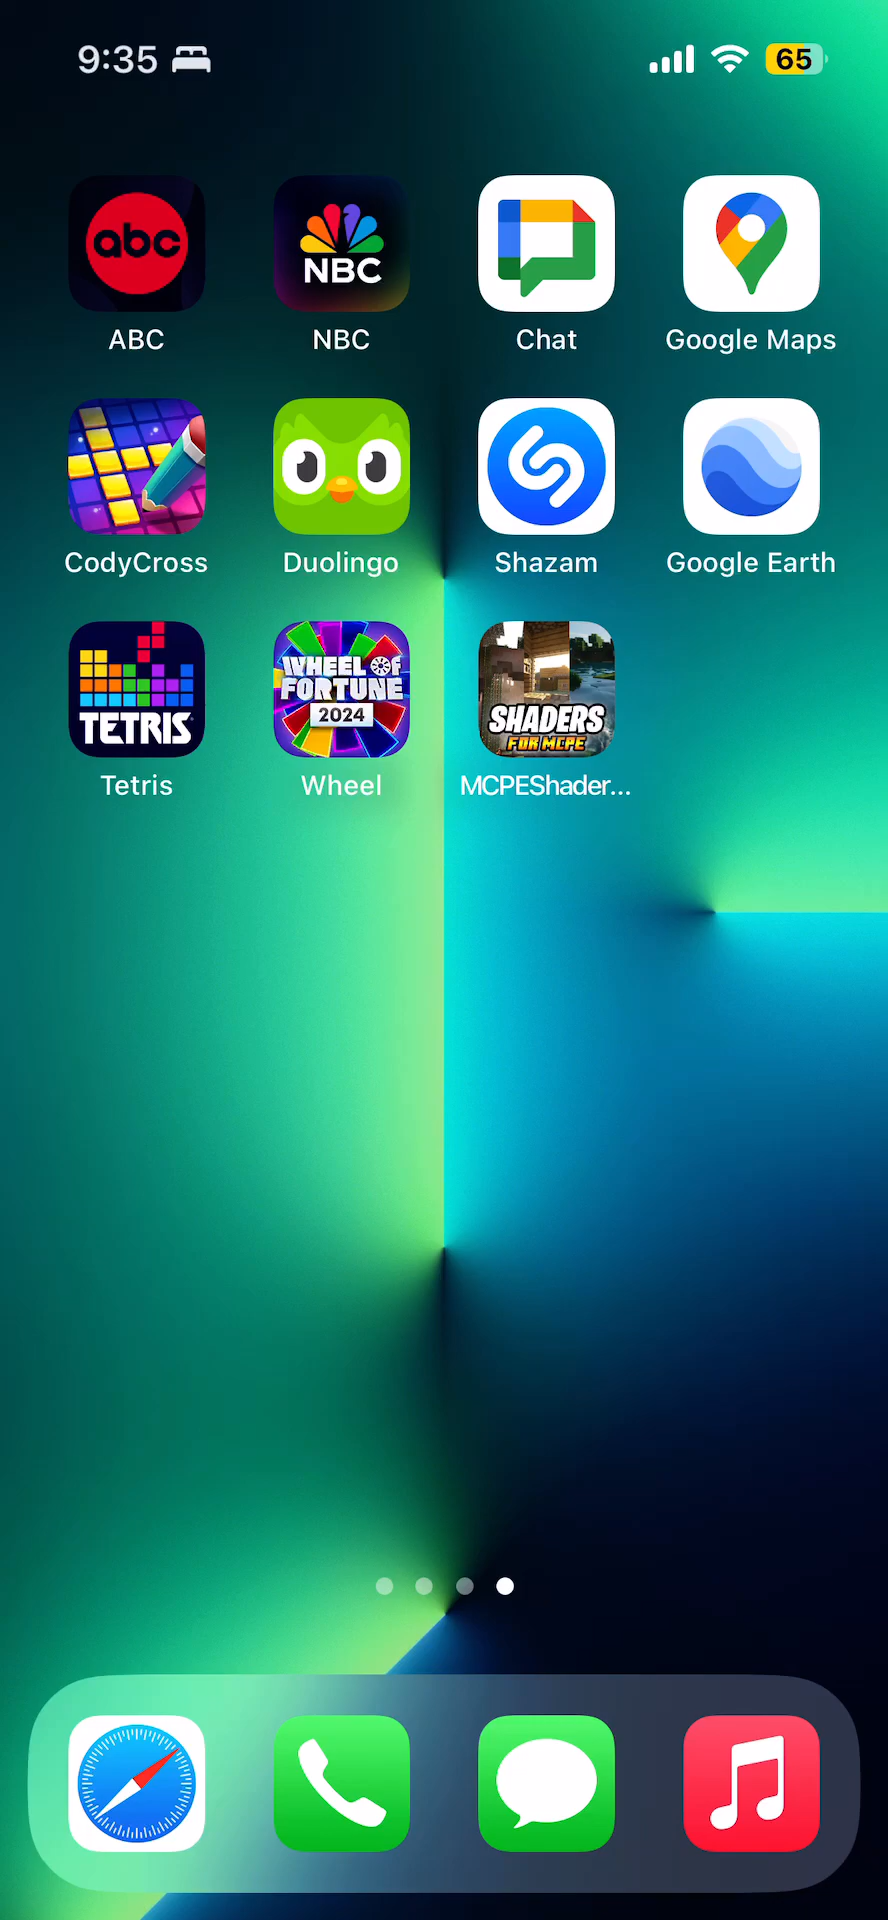 9:35
65
abc
NBC
ABC
NBC
Chat
Google Maps
CodyCross
Duolingo
Shazam
Google Earth
TETRIS
WHEEL OF
FORTUNE
2024
SHADERS
FOR MCPE
Tetris
Wheel
MCPEShader...